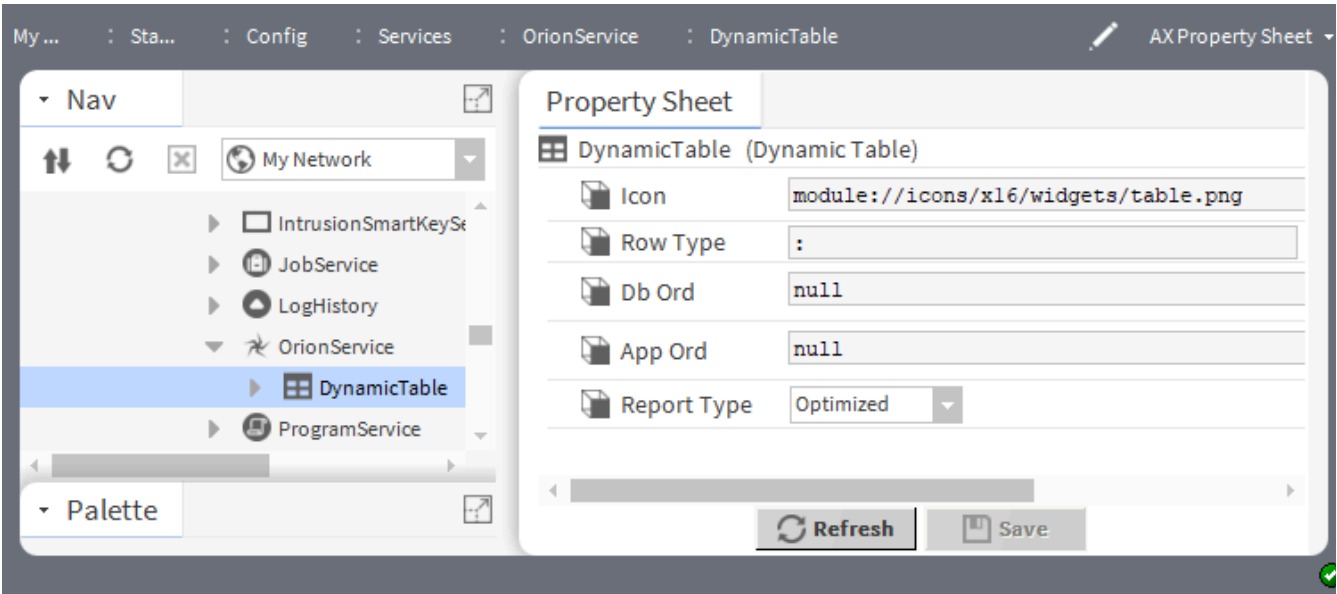 My ... : Sta... : Config : Services : OrionService : DynamicTable AX Property Sheet
Nav
My Network
IntrusionSmartKeySe
JobService
LogHistory
OrionService
DynamicTable
ProgramService
Palette
Property Sheet
DynamicTable (Dynamic Table)
Icon module://icons/x16/widgets/table.png
Row Type :
Db Ord null
App Ord null
Report Type Optimized
Refresh Save